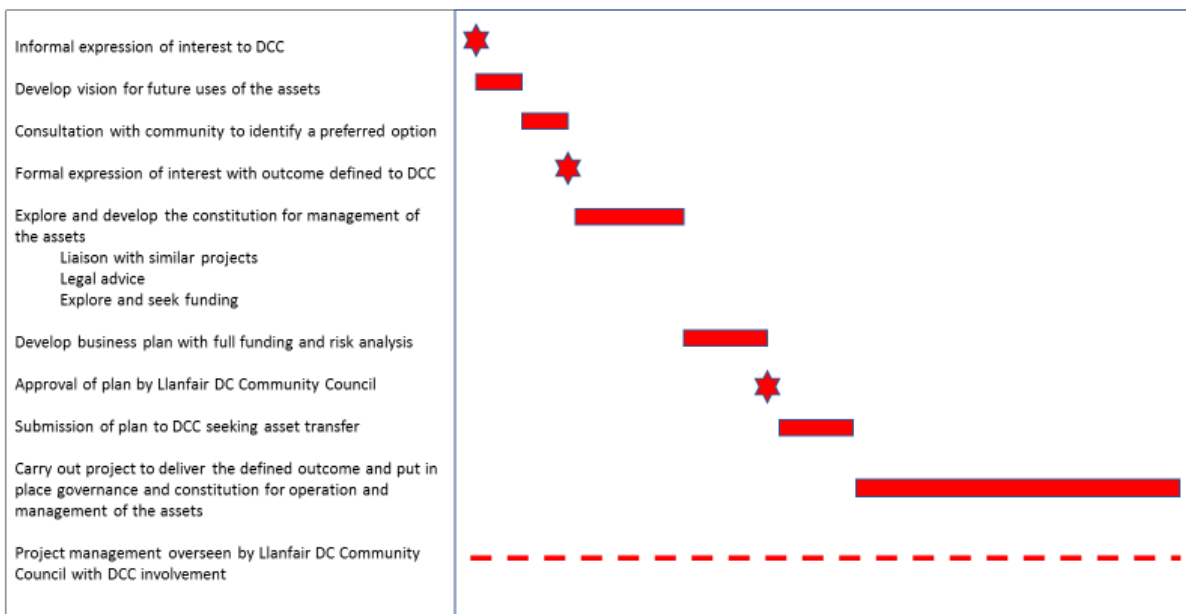 Informal expression of interest to DCC
Develop vision for future uses of the assets
Consultation with community to identify a preferred option
Formal expression of interest with outcome defined to DCC
Explore and develop the constitution for management of
the assets
Liaison with similar projects
Legal advice
Explore and seek funding
Develop business plan with full funding and risk analysis
Approval of plan by Llanfair DC Community Council
Submission of plan to DCC seeking asset transfer
Carry out project to deliver the defined outcome and put in
place governance and constitution for operation and
management of the assets
Project management overseen by Llanfair DC Community
Council with DCC involvement